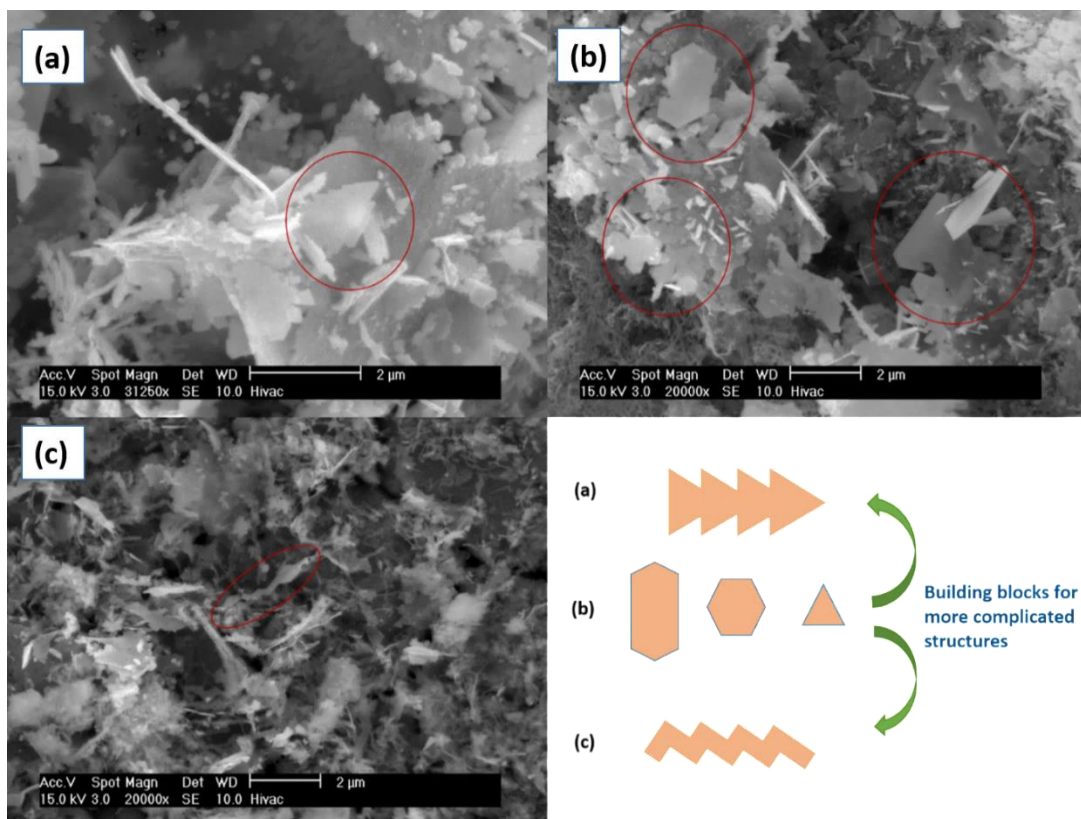 (a)
Acc.V Spot Magn Det WD 2 µm
15.0 kV 3.0 31250x SE 10.0 Hivac
(b)
Acc.V Spot Magn Det WD 2 µm
15.0 kV 3.0 20000x SE 10.0 Hivac
(c)
Acc.V Spot Magn Det WD 2 µm
15.0 kV 3.0 20000x SE 10.0 Hivac
(a)
(b)
Building blocks for
more complicated
structures
(c)